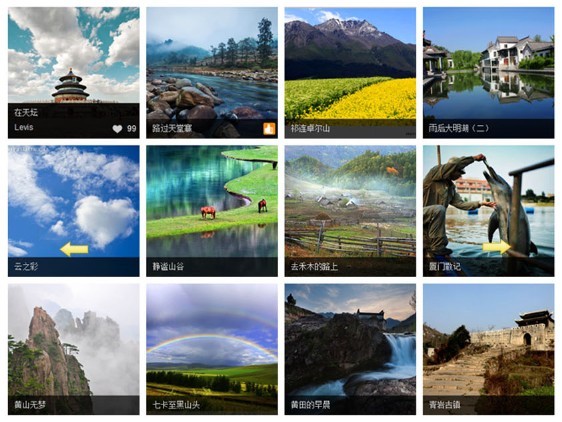 在天坛
Levis
99
路过天堂寨
祁连卓尔山
雨后大明湖（二）
云之彩
静谧山谷
去禾木的路上
厦门散记
黄山无梦
七卡至黑山头
黄田的早晨
青岩古镇